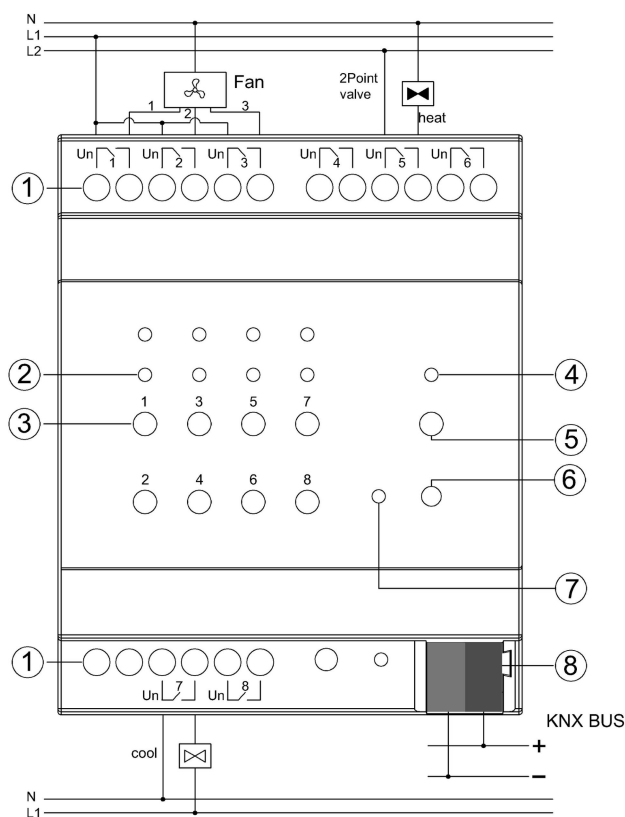 N
L1
L2
Fan
1 2 3
2Point
valve
heat
Un 1 Un 2 Un 3 Un 4 Un 5 Un 6
1
2
4
1 3 5 7
3
5
2 4 6 8
6
7
1
8
Un 7 Un 8
KNX BUS
cool
+
−
N
L1